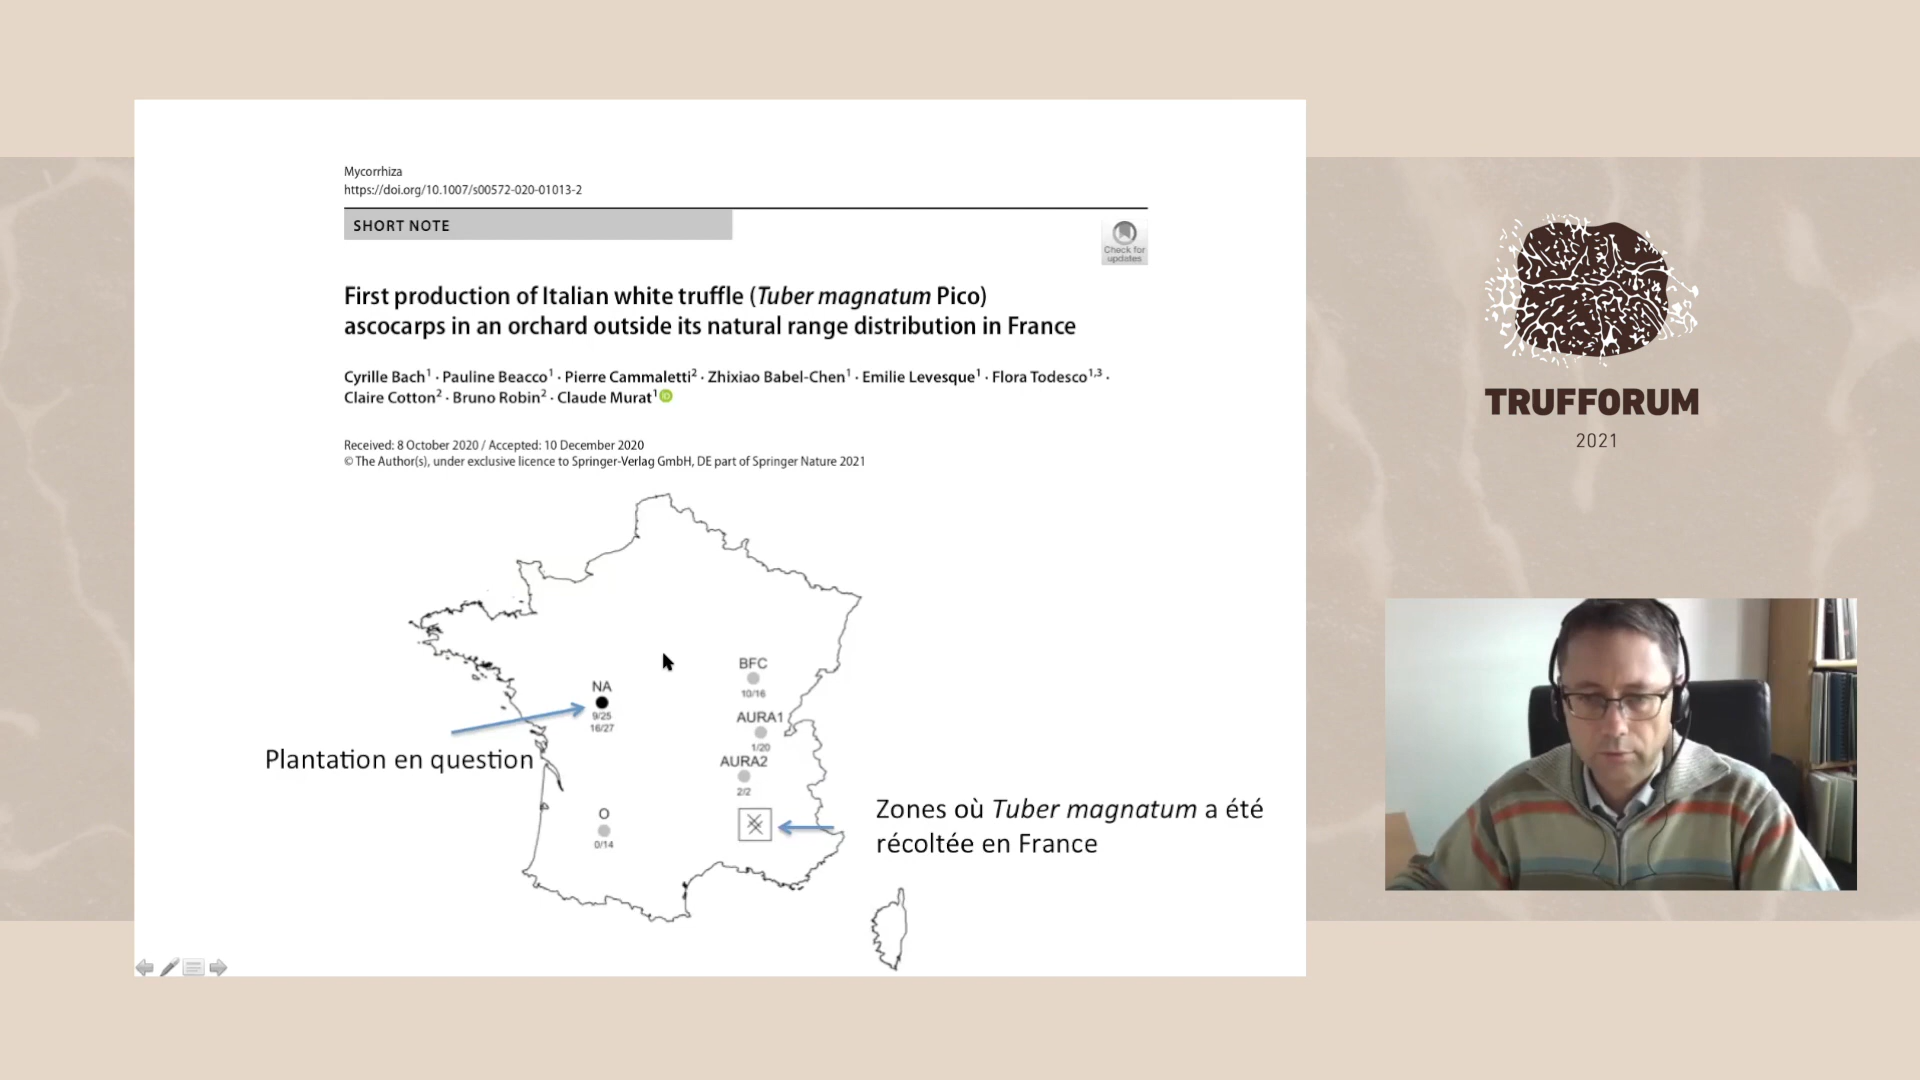 Mycorrhiza
https://doi.org/10.1007/s00572-020-01013-2
SHORT NOTE
Check for
updates
First production of Italian white truffle (Tuber magnatum Pico)
ascocarps in an orchard outside its natural range distribution in France
Cyrille Bach1 · Pauline Beacco1 · Pierre Cammaletti2 · Zhixiao Babel-Chen1 · Emilie Levesque1 · Flora Todesco1,3 ·
Claire Cotton2 · Bruno Robin2 · Claude Murat1 iD
Received: 8 October 2020 / Accepted: 10 December 2020
© The Author(s), under exclusive licence to Springer-Verlag GmbH, DE part of Springer Nature 2021
BFC
10/16
NA
9/25
16/27
AURA1
1/20
AURA2
2/2
Plantation en question
O
0/14
Zones où Tuber magnatum a été
récoltée en France
TRUFFORUM
2021